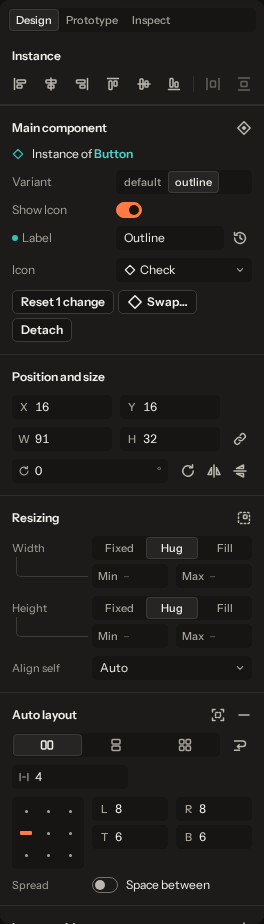 Design Prototype Inspect
Instance
Main component
Instance of Button
Variant default outline
Show Icon
Label Outline
Icon Check
Reset 1 change Swap...
Detach
Position and size
X 16 Y 16
W 91 H 32
0 °
Resizing
Width Fixed Hug Fill
Min – Max –
Height Fixed Hug Fill
Min – Max –
Align self Auto
Auto layout
4
L 8 R 8
T 6 B 6
Spread Space between